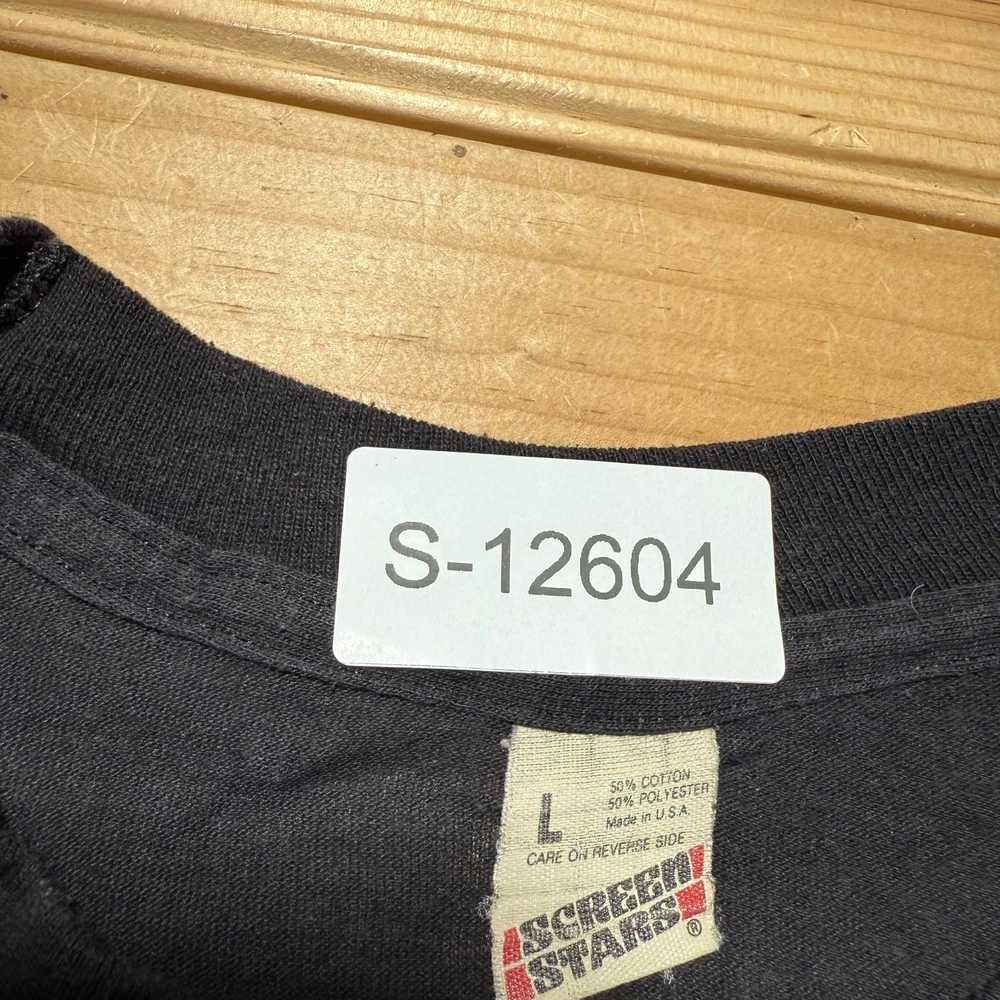 S-12604
50% COTTON
50% POLYESTER
L
Made in U.S.A.
CARE ON REVERSE SIDE
SCREEN
STARS®